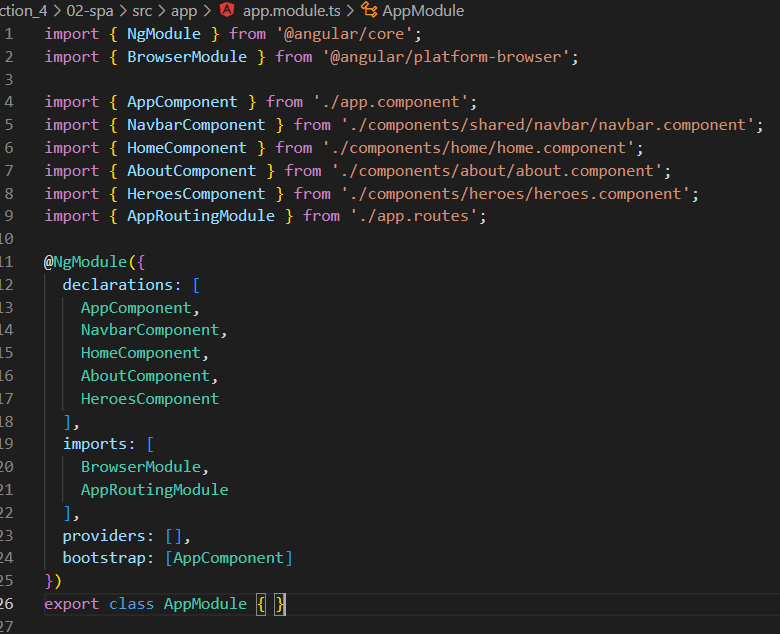 ction_4 > 02-spa > src > app > app.module.ts > AppModule
1 import { NgModule } from '@angular/core';
2 import { BrowserModule } from '@angular/platform-browser';
3
4 import { AppComponent } from './app.component';
5 import { NavbarComponent } from './components/shared/navbar/navbar.component';
6 import { HomeComponent } from './components/home/home.component';
7 import { AboutComponent } from './components/about/about.component';
8 import { HeroesComponent } from './components/heroes/heroes.component';
9 import { AppRoutingModule } from './app.routes';
10
11 @NgModule({
12   declarations: [
13     AppComponent,
14     NavbarComponent,
15     HomeComponent,
16     AboutComponent,
17     HeroesComponent
18   ],
19   imports: [
20     BrowserModule,
21     AppRoutingModule
22   ],
23   providers: [],
24   bootstrap: [AppComponent]
25 })
26 export class AppModule { }
27